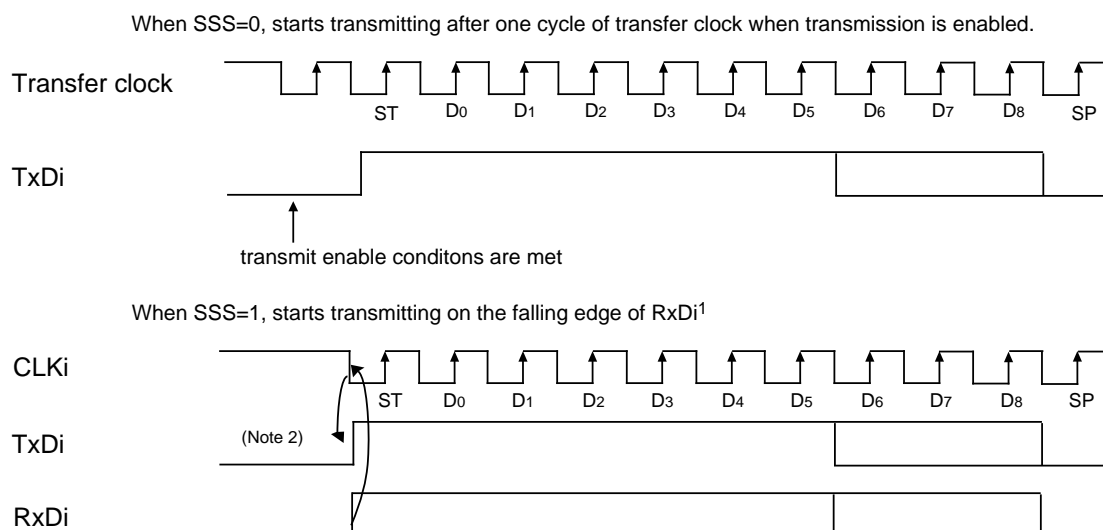 When SSS=0, starts transmitting after one cycle of transfer clock when transmission is enabled.
Transfer clock
ST D0 D1 D2 D3 D4 D5 D6 D7 D8 SP
TxDi
transmit enable conditons are met
When SSS=1, starts transmitting on the falling edge of RxDi1
CLKi
ST D0 D1 D2 D3 D4 D5 D6 D7 D8 SP
TxDi (Note 2)
RxDi